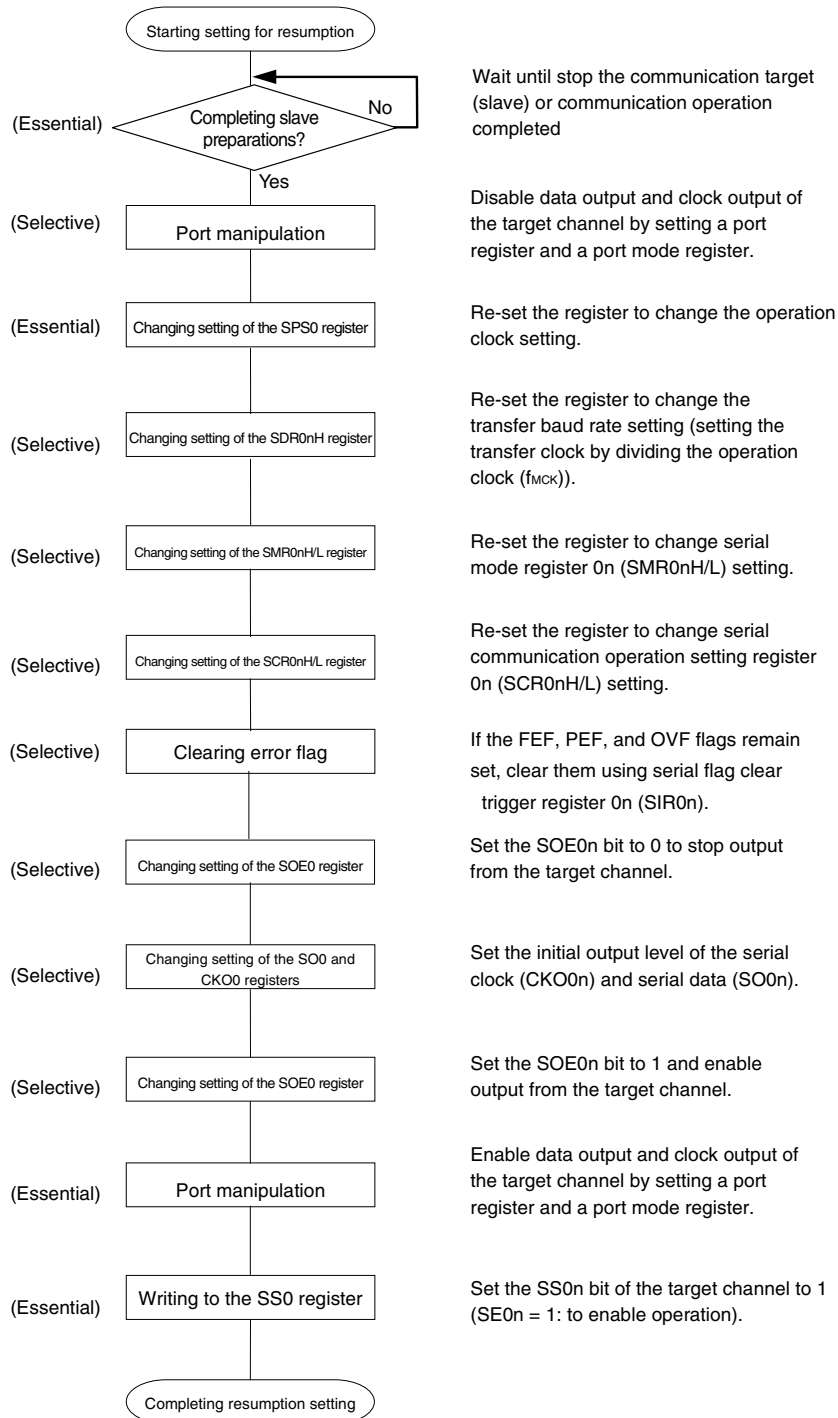 Starting setting for resumption
(Essential)
Completing slave
preparations?
No
Yes
Wait until stop the communication target
(slave) or communication operation
completed
(Selective)
Port manipulation
Disable data output and clock output of
the target channel by setting a port
register and a port mode register.
(Essential)
Changing setting of the SPS0 register
Re-set the register to change the operation
clock setting.
(Selective)
Changing setting of the SDR0nH register
Re-set the register to change the
transfer baud rate setting (setting the
transfer clock by dividing the operation
clock (fMCK)).
(Selective)
Changing setting of the SMR0nH/L register
Re-set the register to change serial
mode register 0n (SMR0nH/L) setting.
(Selective)
Changing setting of the SCR0nH/L register
Re-set the register to change serial
communication operation setting register
0n (SCR0nH/L) setting.
(Selective)
Clearing error flag
If the FEF, PEF, and OVF flags remain
set, clear them using serial flag clear
trigger register 0n (SIR0n).
(Selective)
Changing setting of the SOE0 register
Set the SOE0n bit to 0 to stop output
from the target channel.
(Selective)
Changing setting of the SO0 and
CKO0 registers
Set the initial output level of the serial
clock (CKO0n) and serial data (SO0n).
(Selective)
Changing setting of the SOE0 register
Set the SOE0n bit to 1 and enable
output from the target channel.
(Essential)
Port manipulation
Enable data output and clock output of
the target channel by setting a port
register and a port mode register.
(Essential)
Writing to the SS0 register
Set the SS0n bit of the target channel to 1
(SE0n = 1: to enable operation).
Completing resumption setting